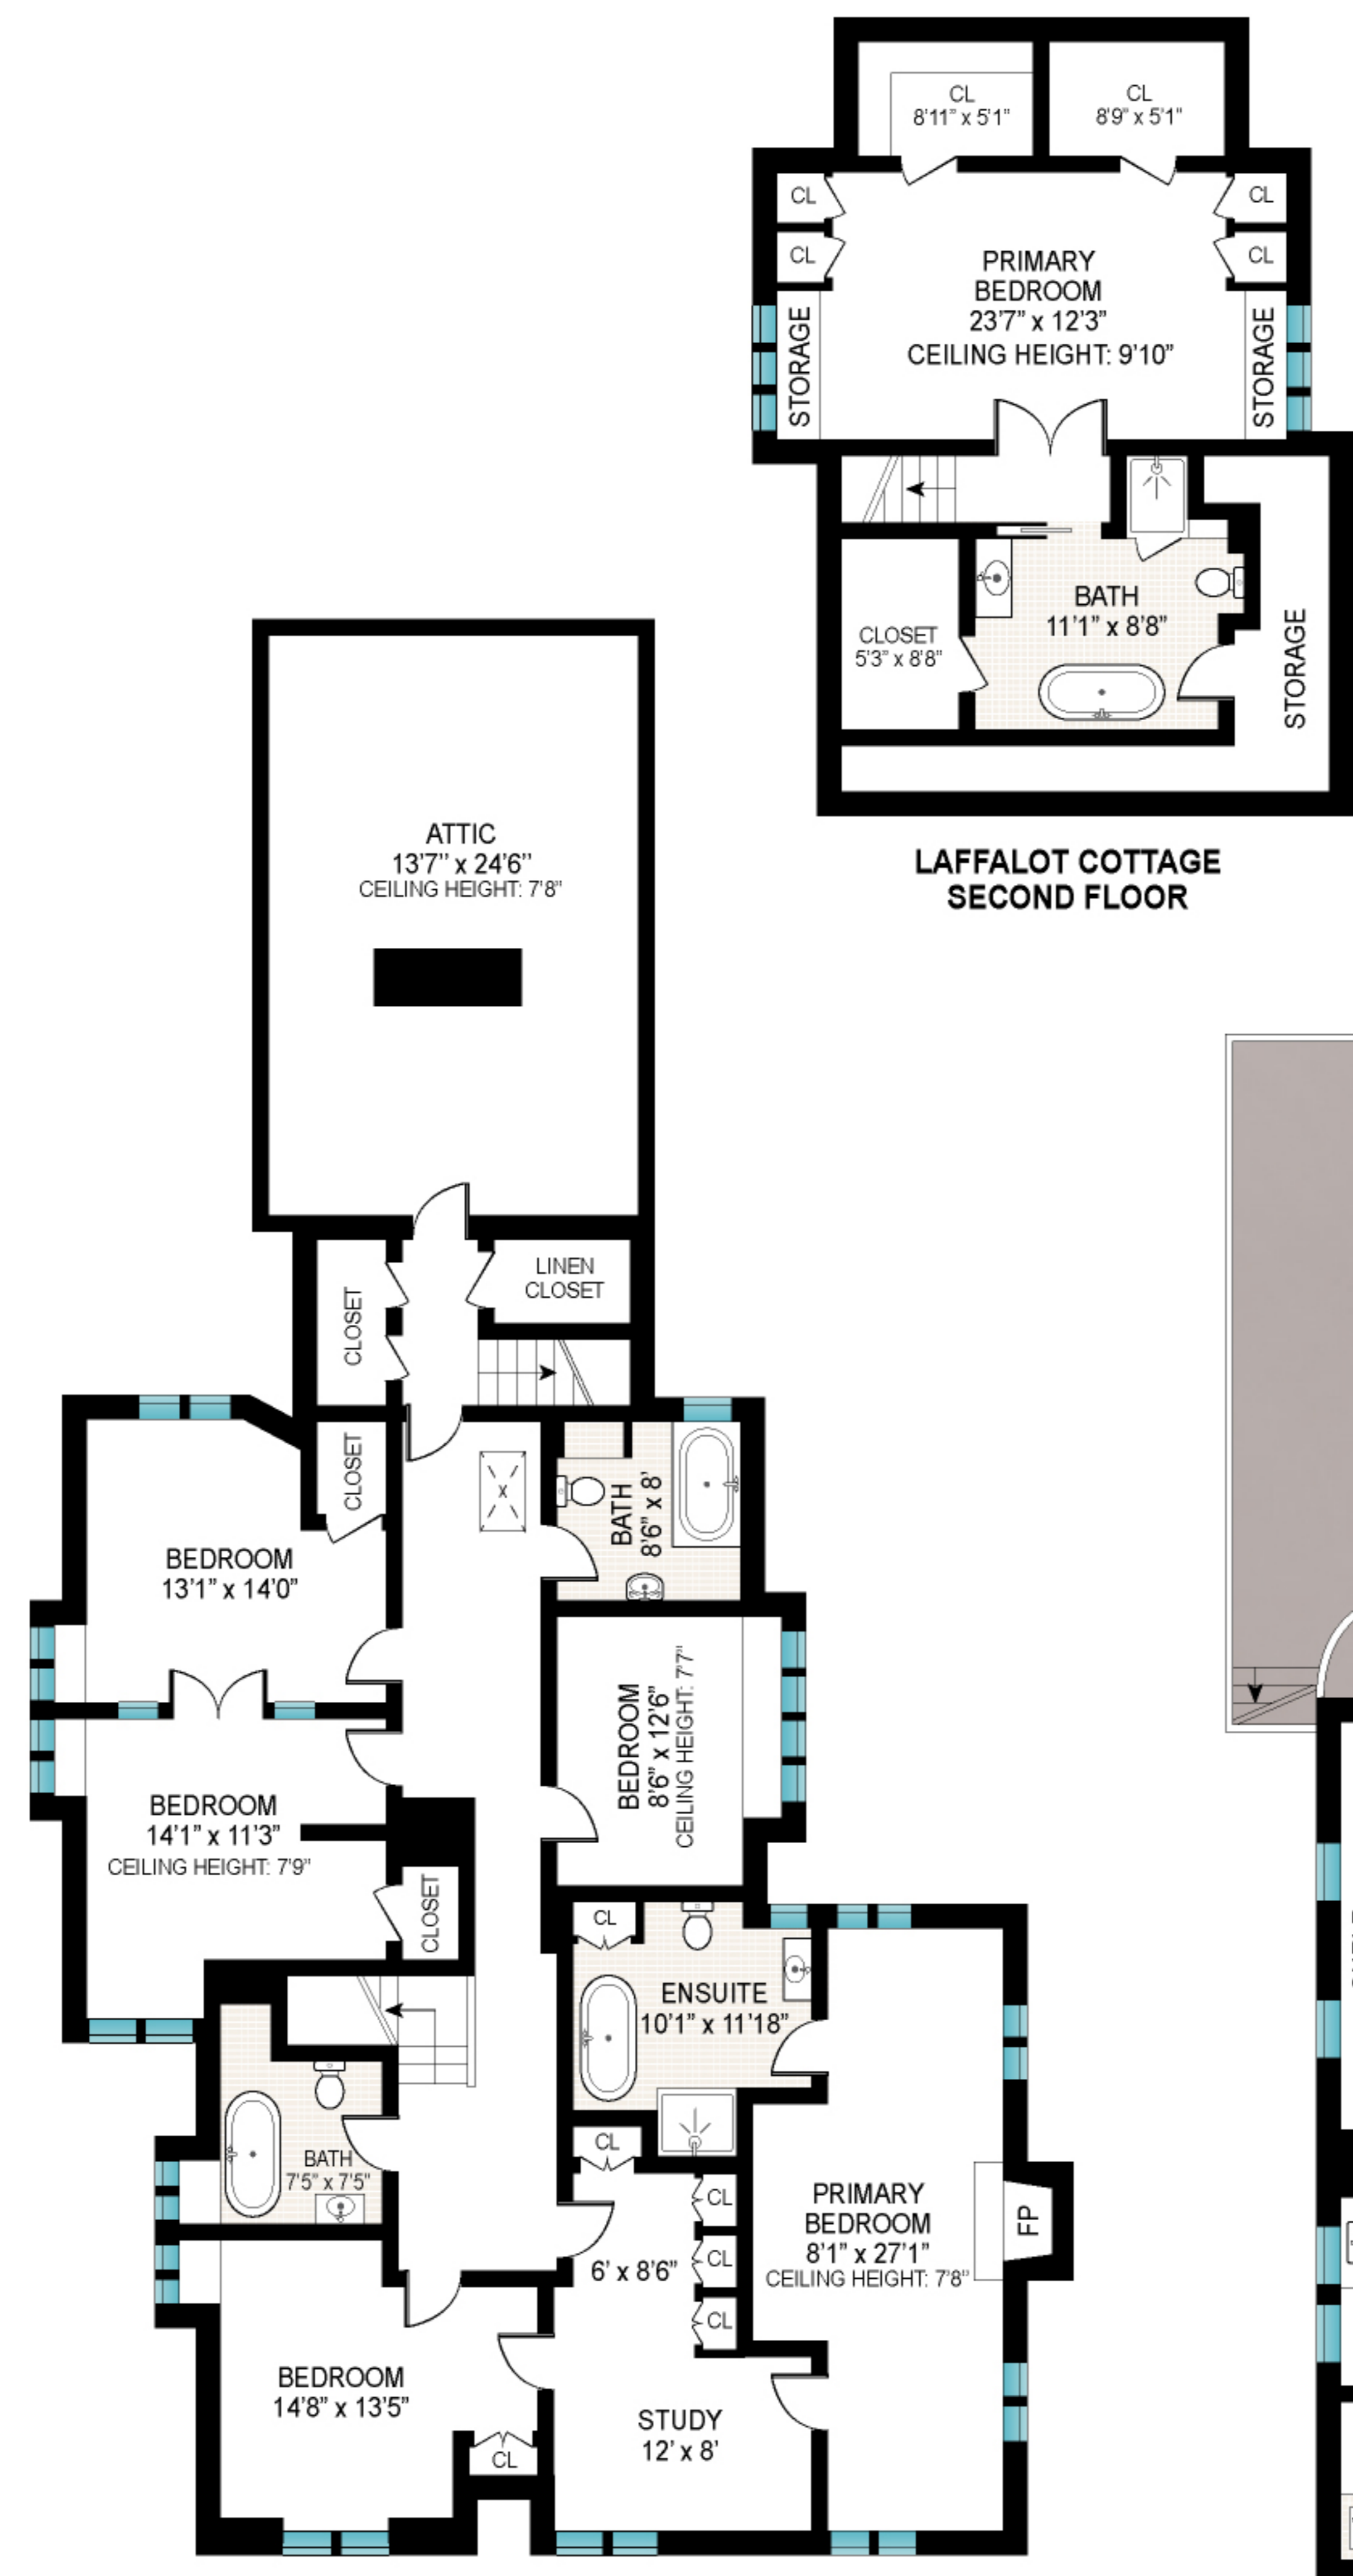 CL
8'11" x 5'1"
CL
8'9" x 5'1"
CL
CL
CL
CL
PRIMARY
BEDROOM
23'7" x 12'3"
CEILING HEIGHT: 9'10"
STORAGE
STORAGE
BATH
11'1" x 8'8"
CLOSET
5'3" x 8'8"
STORAGE
LAFFALOT COTTAGE
SECOND FLOOR
ATTIC
13'7" x 24'6"
CEILING HEIGHT: 7'8"
LINEN
CLOSET
CLOSET
CLOSET
X
BATH
8'6" x 8'
BEDROOM
13'1" x 14'0"
BEDROOM
8'6" x 12'6"
CEILING HEIGHT: 7'7"
BEDROOM
14'1" x 11'3"
CEILING HEIGHT: 7'9"
CLOSET
CL
ENSUITE
10'1" x 11'18"
BATH
7'5" x 7'5"
CL
CL
CL
CL
6' x 8'6"
PRIMARY
BEDROOM
8'1" x 27'1"
CEILING HEIGHT: 7'8"
FP
BEDROOM
14'8" x 13'5"
CL
STUDY
12' x 8'